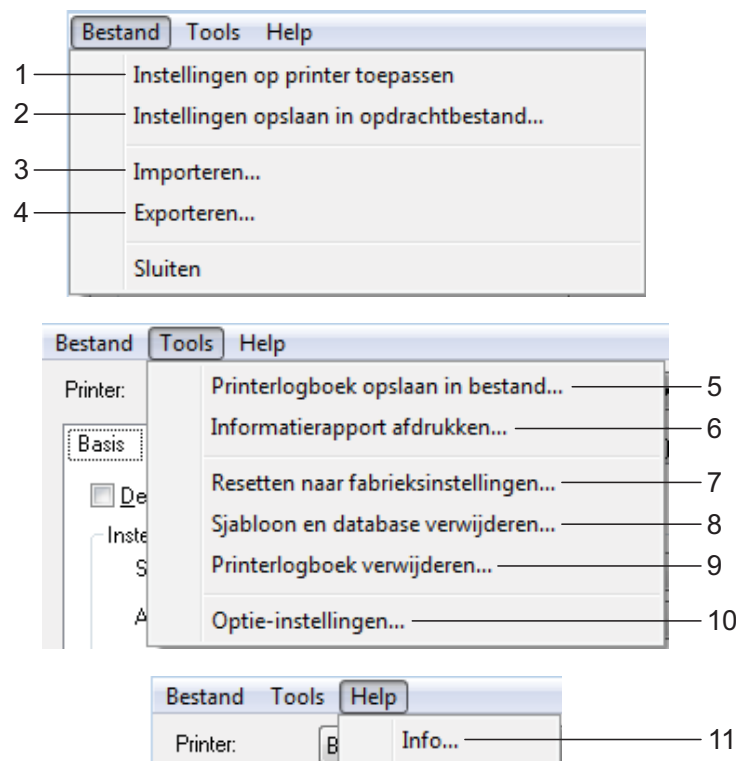 Bestand Tools Help
1 Instellingen op printer toepassen
2 Instellingen opslaan in opdrachtbestand...
3 Importeren...
4 Exporteren...
Sluiten
Bestand Tools Help
Printer: Printerlogboek opslaan in bestand... 5
Informatierapport afdrukken... 6
Basis
Resetten naar fabrieksinstellingen... 7
De
Sjabloon en database verwijderen... 8
Inste
Printerlogboek verwijderen... 9
S
A Optie-instellingen... 10
Bestand Tools Help
Printer: B Info... 11